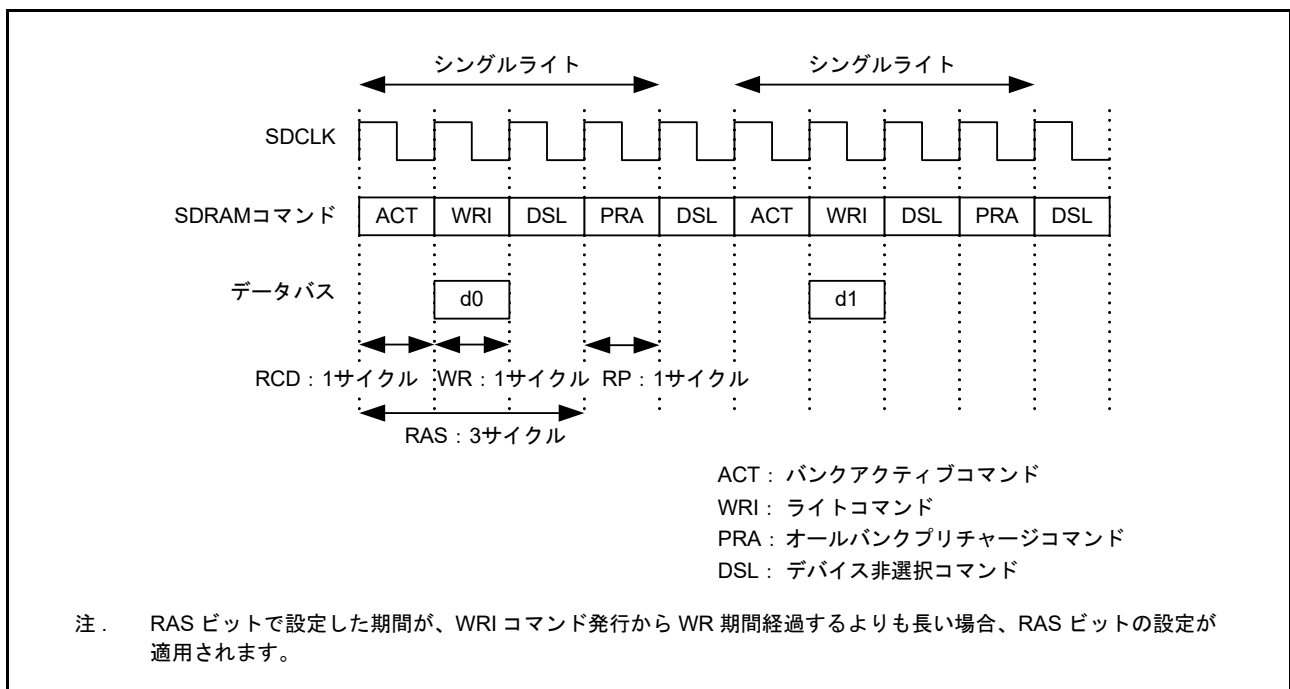 シングルライト シングルライト
SDCLK
SDRAMコマンド ACT WRI DSL PRA DSL ACT WRI DSL PRA DSL
データバス d0 d1
RCD：1サイクル WR：1サイクル RP：1サイクル
RAS：3サイクル
ACT： バンクアクティブコマンド
WRI： ライトコマンド
PRA： オールバンクプリチャージコマンド
DSL： デバイス非選択コマンド
注． RAS ビットで設定した期間が、WRI コマンド発行から WR 期間経過するよりも長い場合、RAS ビットの設定が
適用されます。